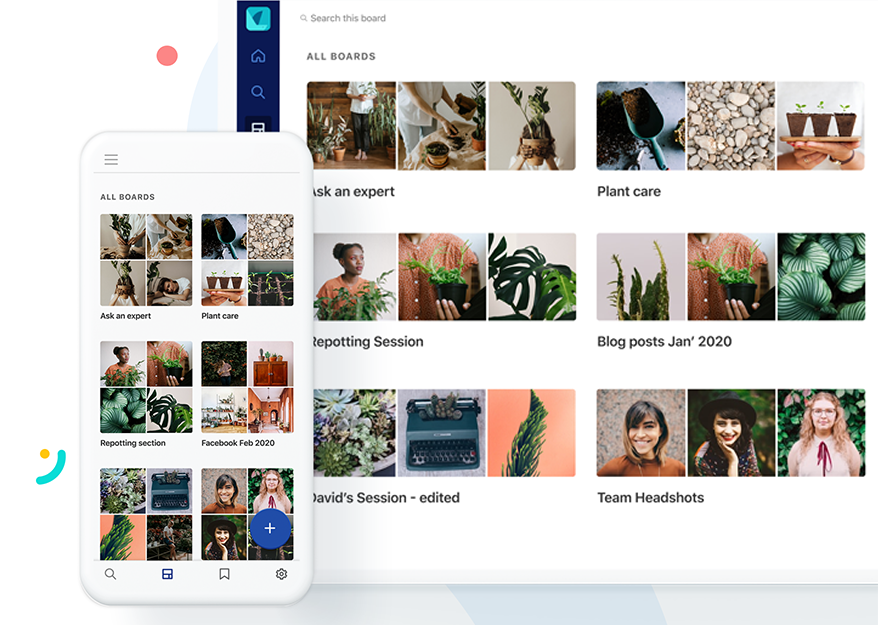 Search this board
ALL BOARDS
Ask an expert
Plant care
Repotting Session
Blog posts Jan’ 2020
David’s Session - edited
Team Headshots
ALL BOARDS
Ask an expert
Plant care
Repotting section
Facebook Feb 2020